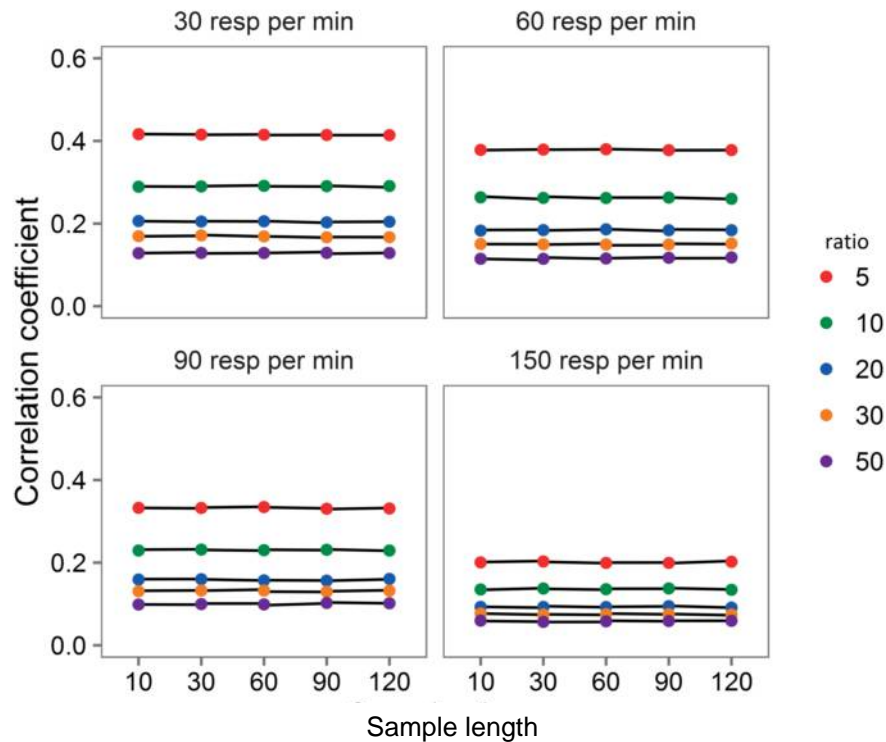 30 resp per min
60 resp per min
0.6
0.4
0.2
0.0
90 resp per min
150 resp per min
0.6
0.4
0.2
0.0
10 30 60 90 120
10 30 60 90 120
Correlation coefficient
Sample length
ratio
5
10
20
30
50